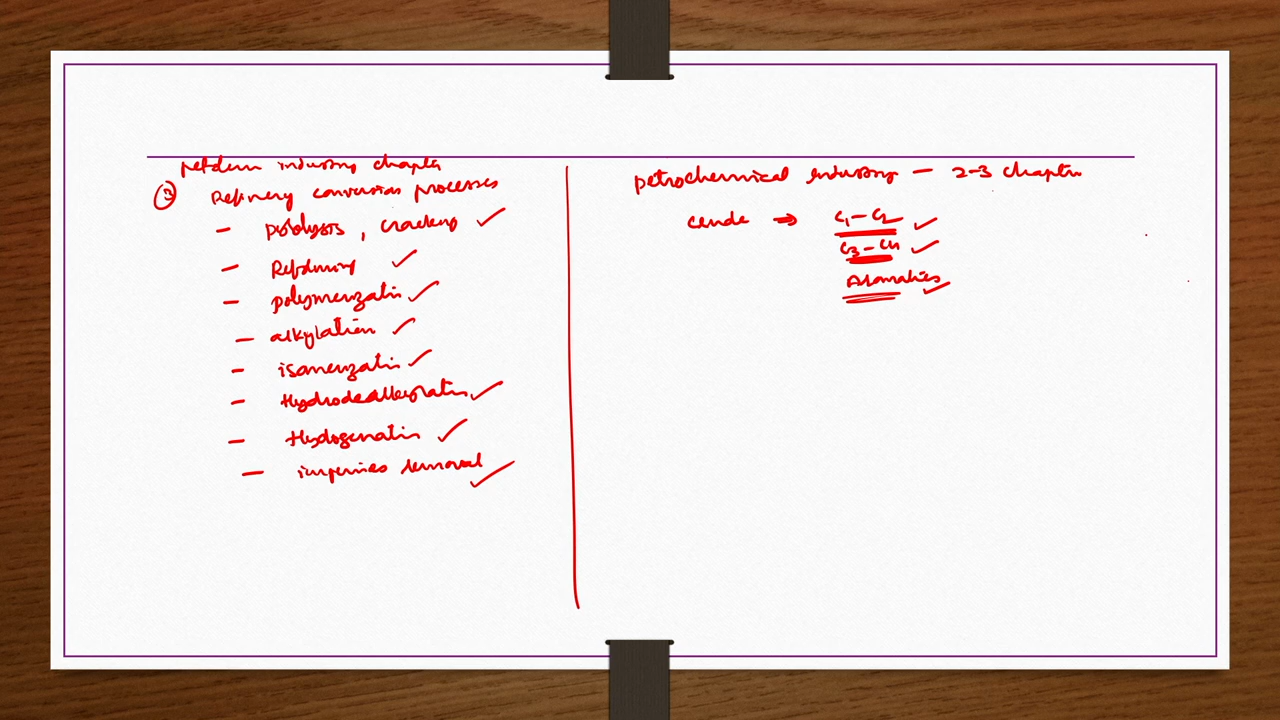 petroleum industry chapter
③ Refinery conversion processes
- pyrolysis, cracking ✓
- Reforming ✓
- polymerization ✓
- alkylation ✓
- isomerization ✓
- Hydrodealkylation ✓
- Hydrogenation ✓
- impurities removal ✓
petrochemical industry - 2-3 chapters
crude → C1-C2 ✓
C3-C4 ✓
Aromatics ✓